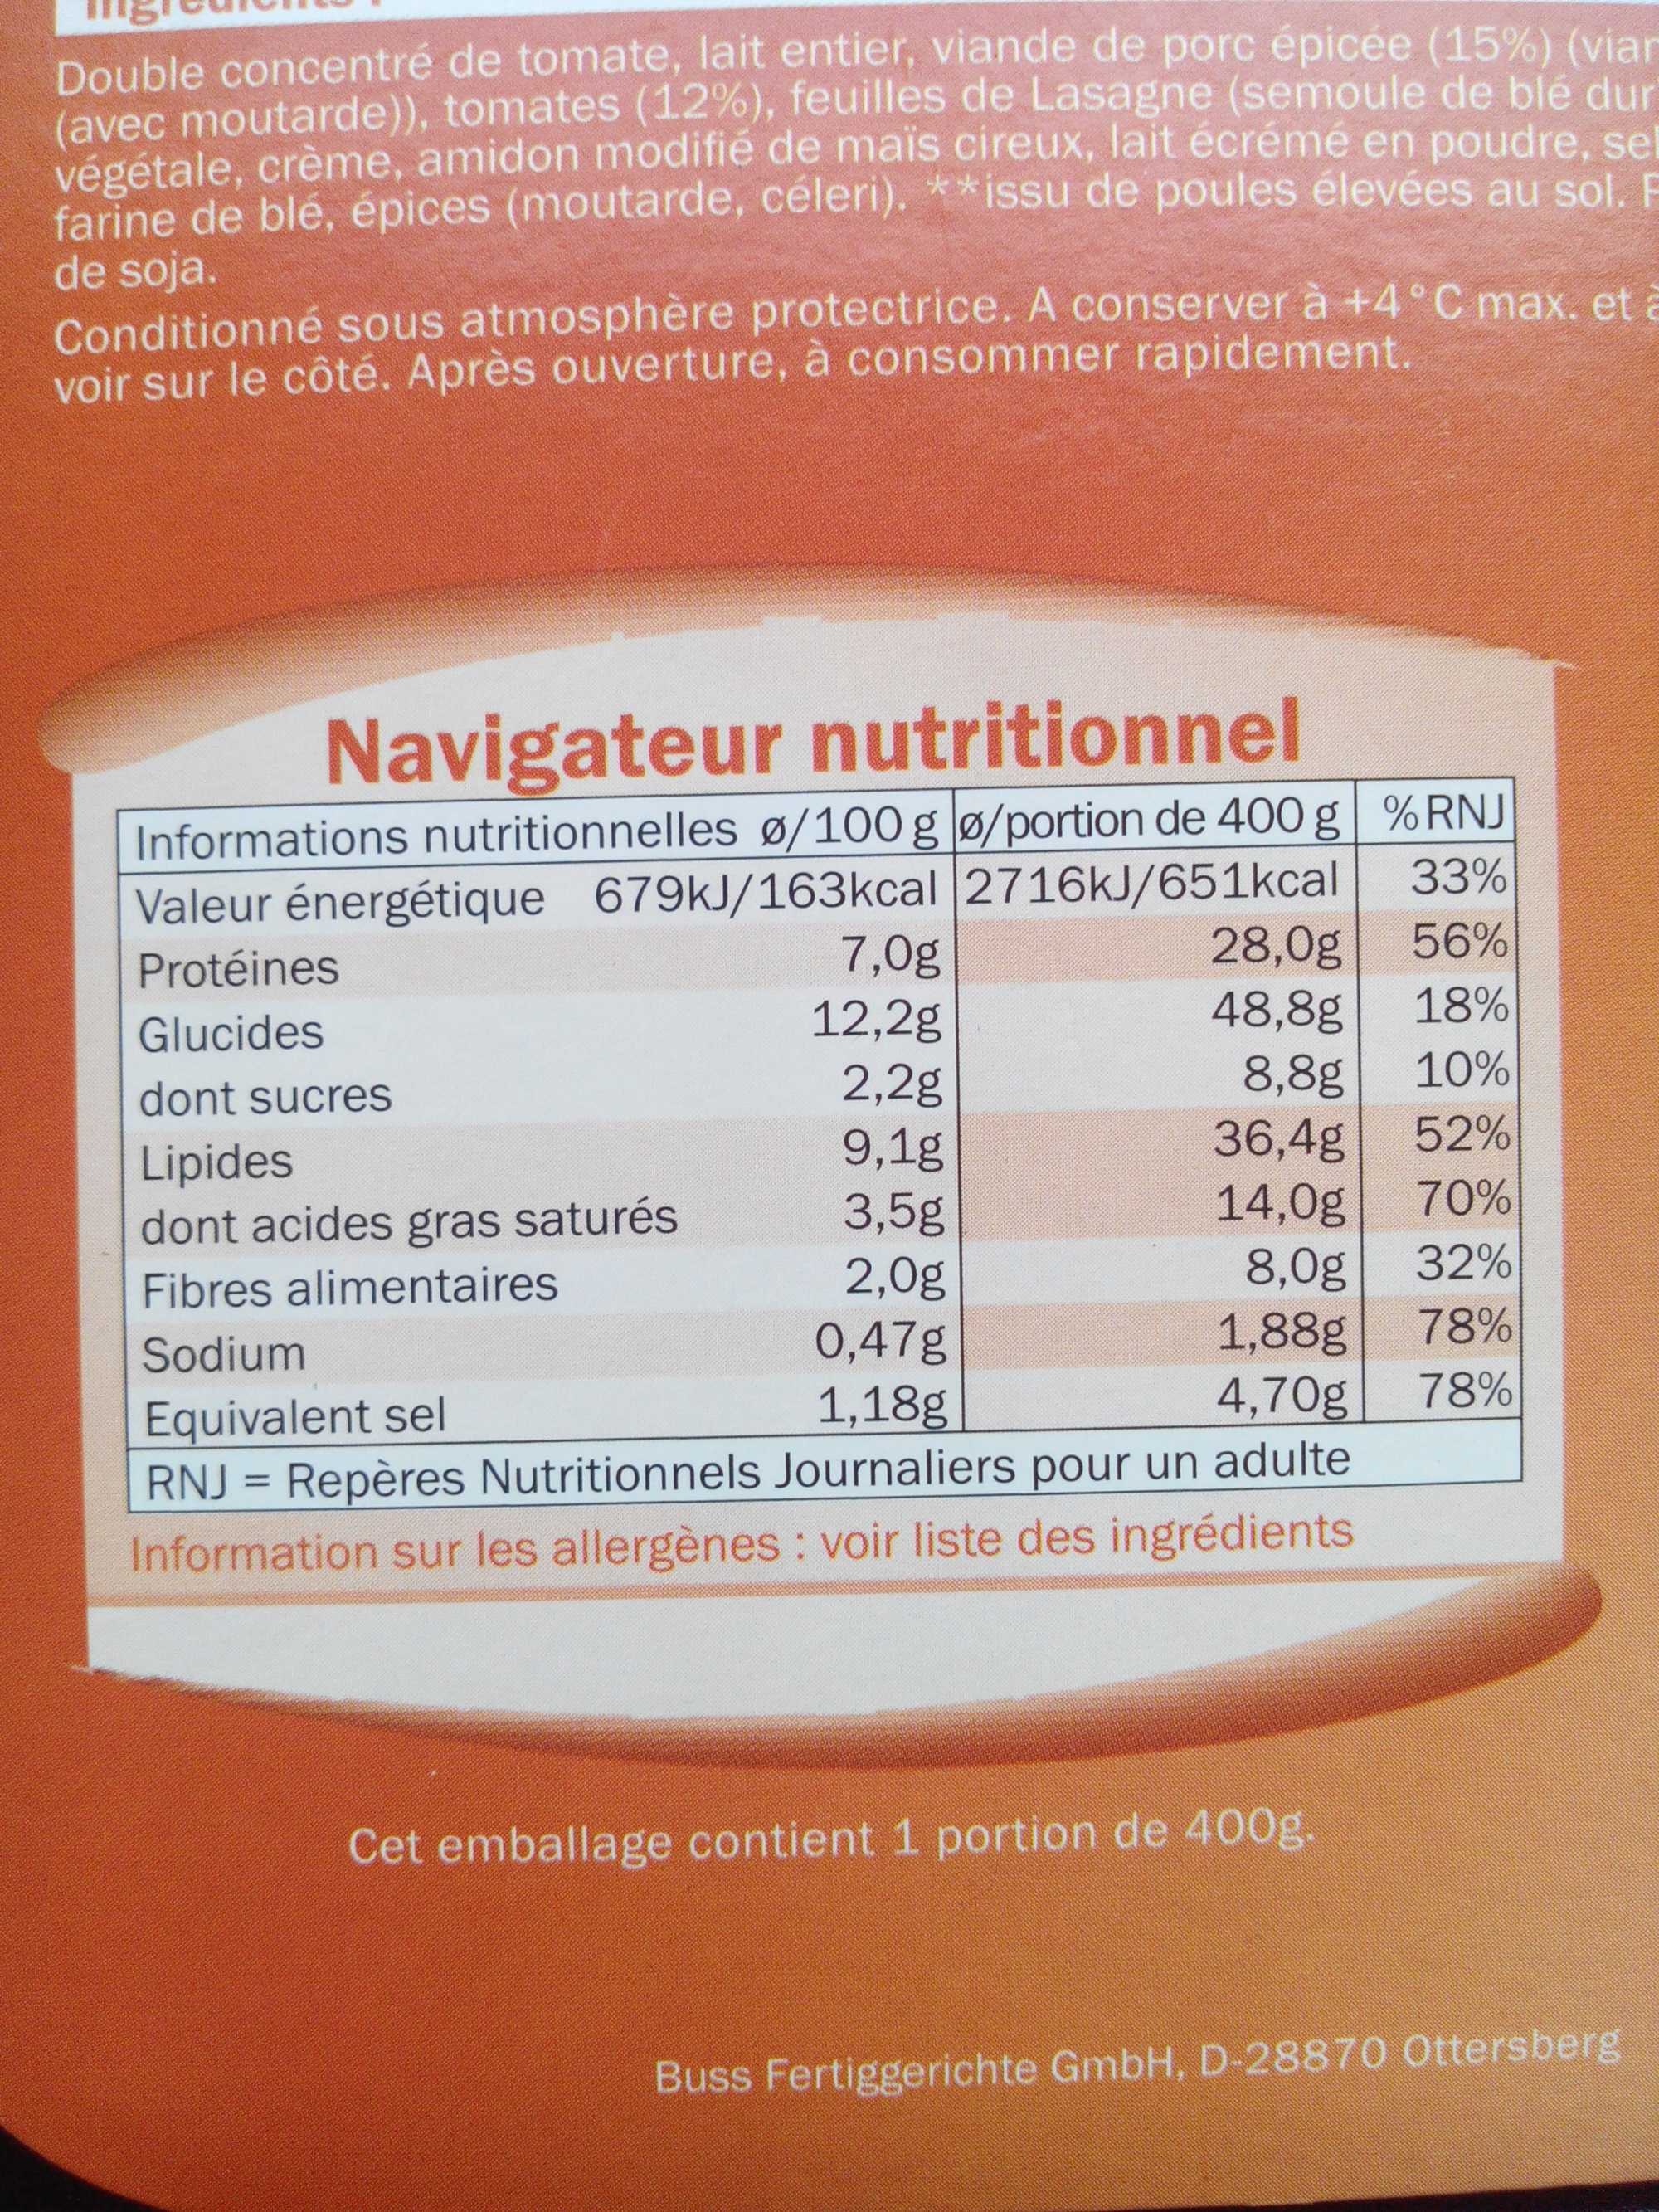 Double concentré de tomate, lait entier, viande de porc épicée (15%)
(avec moutarde)), tomates (12%), feuilles de Lasagne (semoule de blé dur
végétale, crème, amidon modifié de maïs cireux, lait écrémé en poudre, sel
farine de blé, épices (moutarde, céleri). **issu de poules élevées au sol.
de soja.
Conditionné sous atmosphère protectrice. A conserver à +4°C max. et
voir sur le côté. Après ouverture, à consommer rapidement.
Navigateur nutritionnel
Informations nutritionnelles ø/100 g ø/portion de 400 g %RNJ
Valeur énergétique 679kJ/163kcal 2716kJ/651kcal 33%
Protéines 7,0g 28,0g 56%
Glucides 12,2g 48,8g 18%
dont sucres 2,2g 8,8g 10%
Lipides 9,1g 36,4g 52%
dont acides gras saturés 3,5g 14,0g 70%
Fibres alimentaires 2,0g 8,0g 32%
Sodium 0,47g 1,88g 78%
Equivalent sel 1,18g 4,70g 78%
RNJ = Repères Nutritionnels Journaliers pour un adulte
Information sur les allergènes : voir liste des ingrédients
Cet emballage contient 1 portion de 400g.
Buss Fertiggerichte GmbH, D-28870 Ottersberg